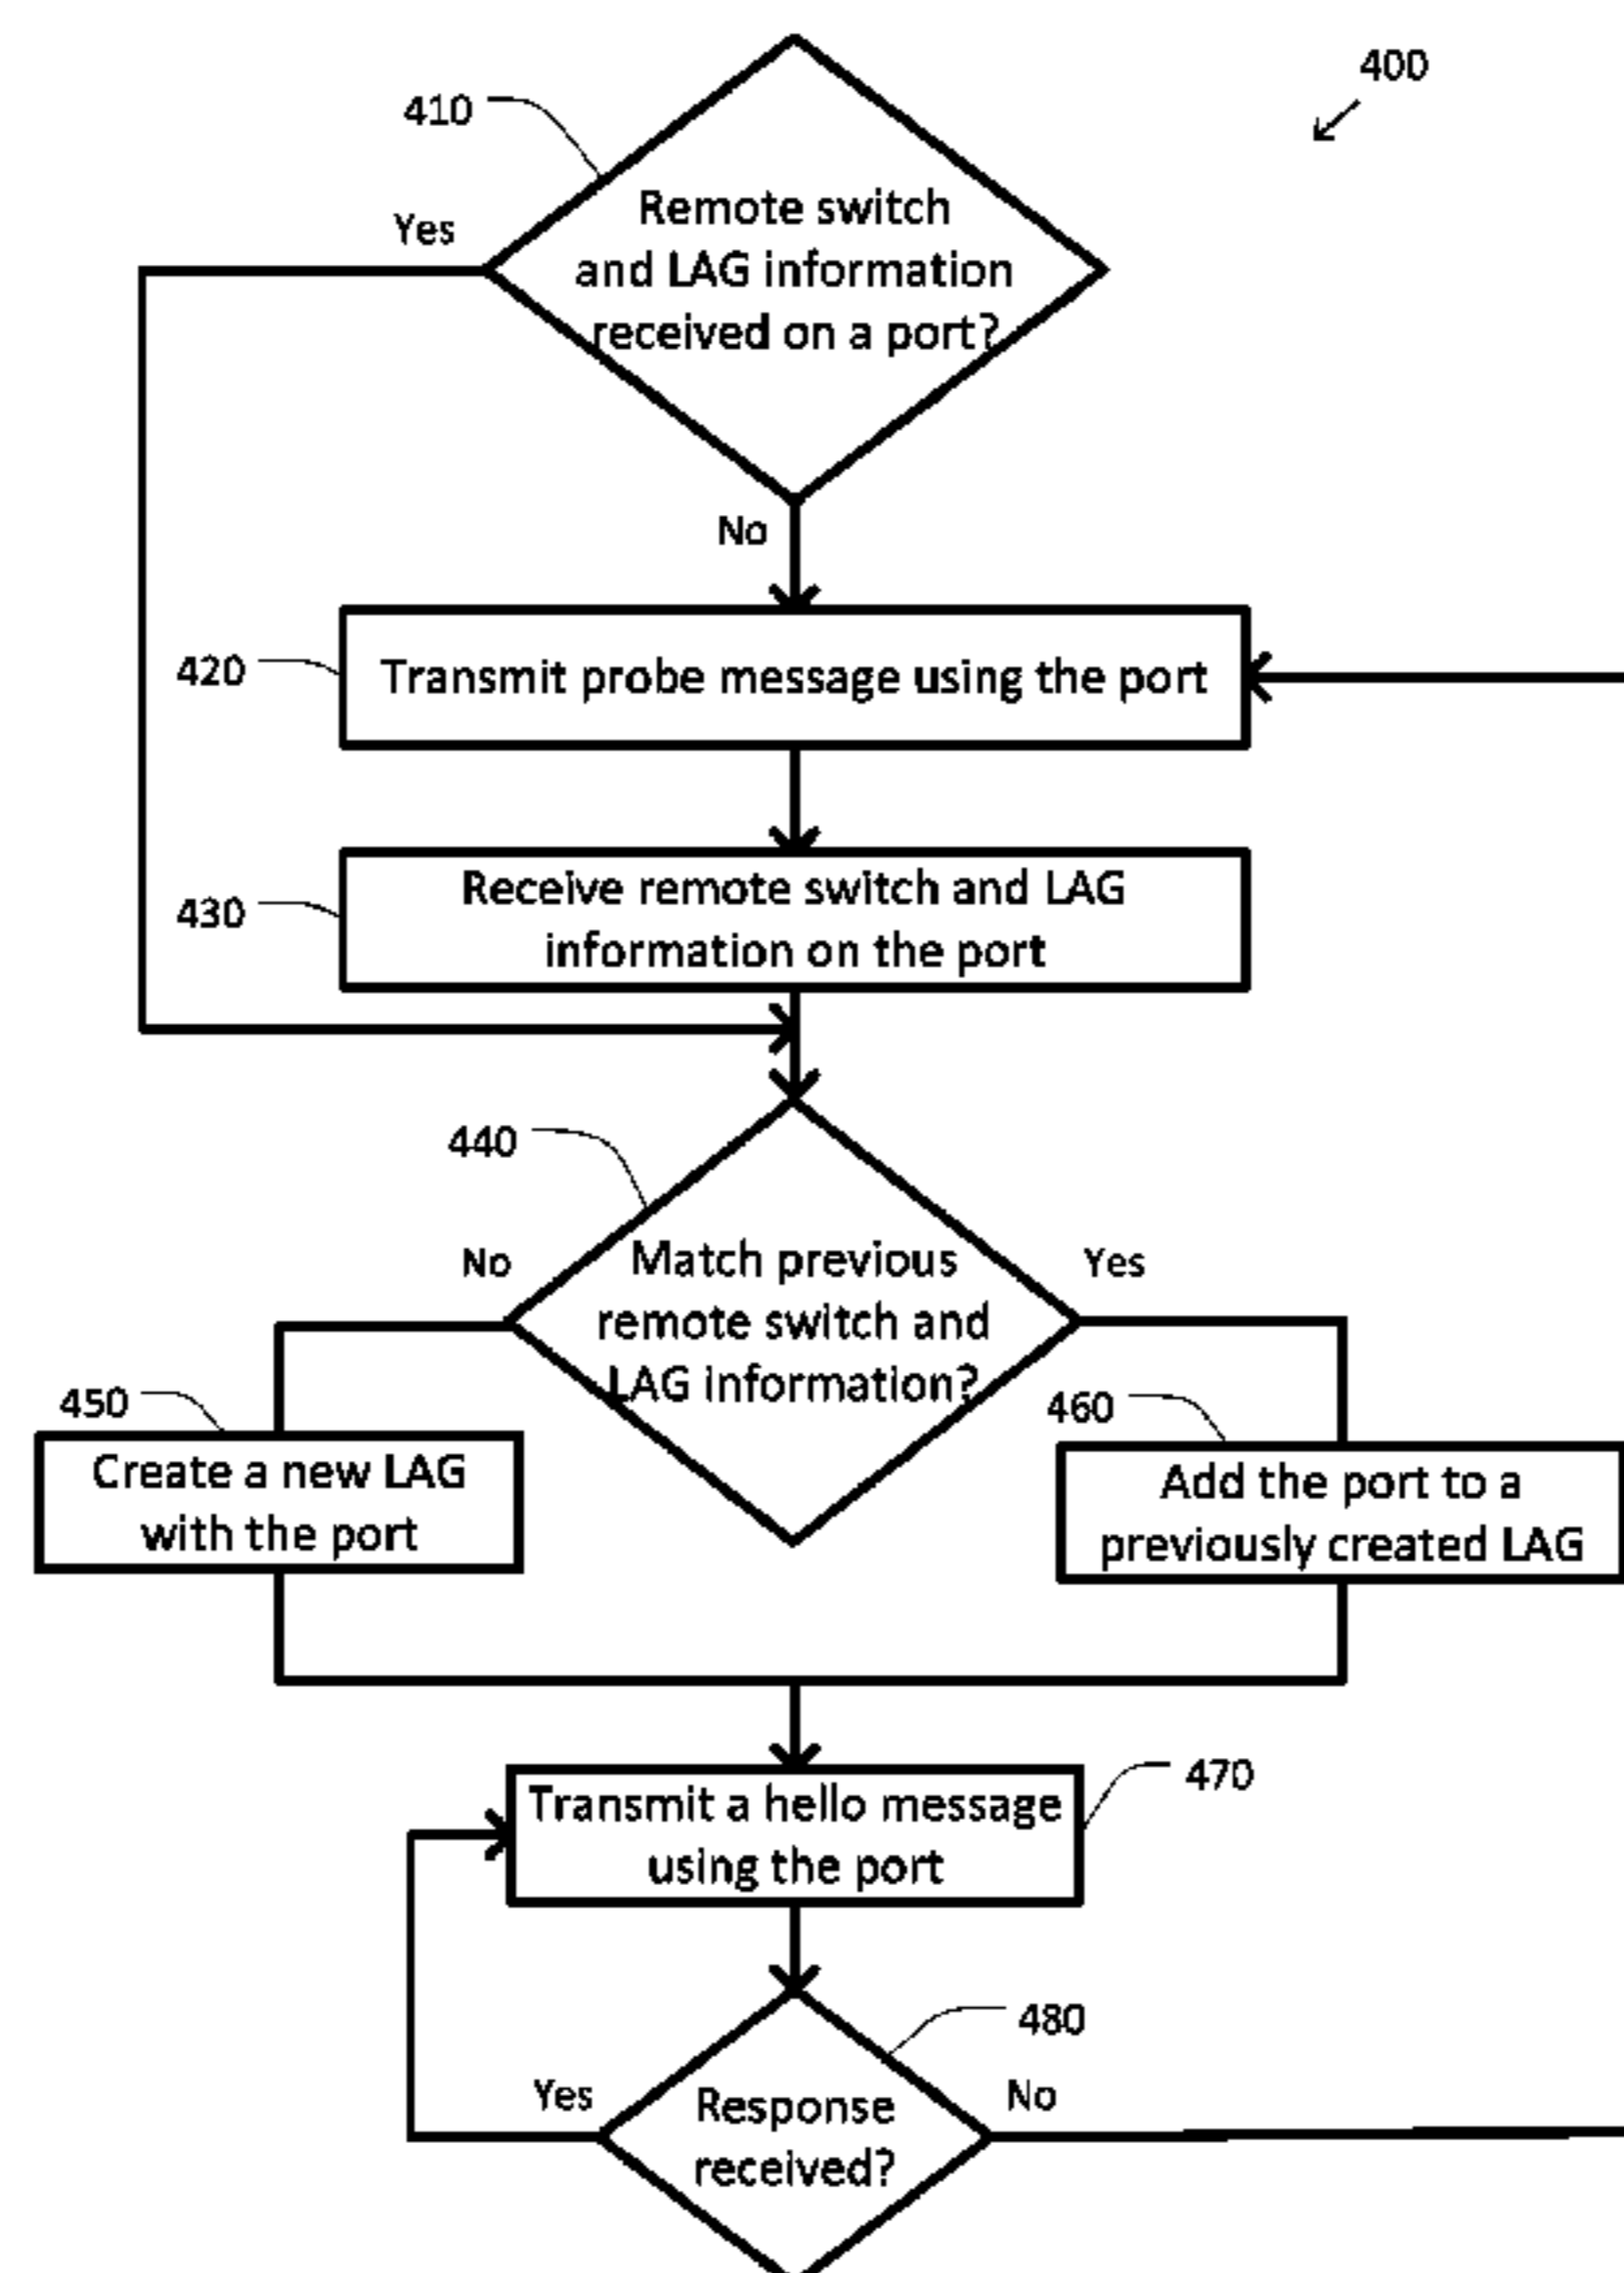 400
410
Yes
Remote switch
and LAG information
received on a port?
No
420
Transmit probe message using the port
430
Receive remote switch and LAG
information on the port
440
No
Match previous
remote switch and
LAG information?
Yes
450
Create a new LAG
with the port
460
Add the port to a
previously created LAG
Transmit a hello message
using the port
470
480
Yes
Response
received?
No